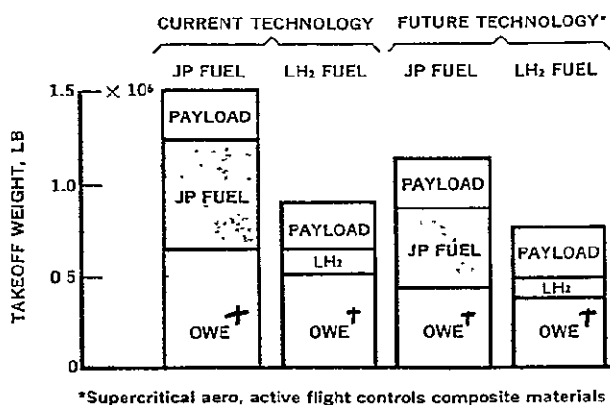 CURRENT TECHNOLOGY FUTURE TECHNOLOGY*
JP FUEL LH₂ FUEL JP FUEL LH₂ FUEL
1.5 × 10⁶
PAYLOAD
JP FUEL
OWE†
PAYLOAD
LH₂
OWE†
PAYLOAD
JP FUEL
OWE†
PAYLOAD
LH₂
OWE†
1.0
0 5
0
TAKEOFF WEIGHT, LB
*Supercritical aero, active flight controls composite materials